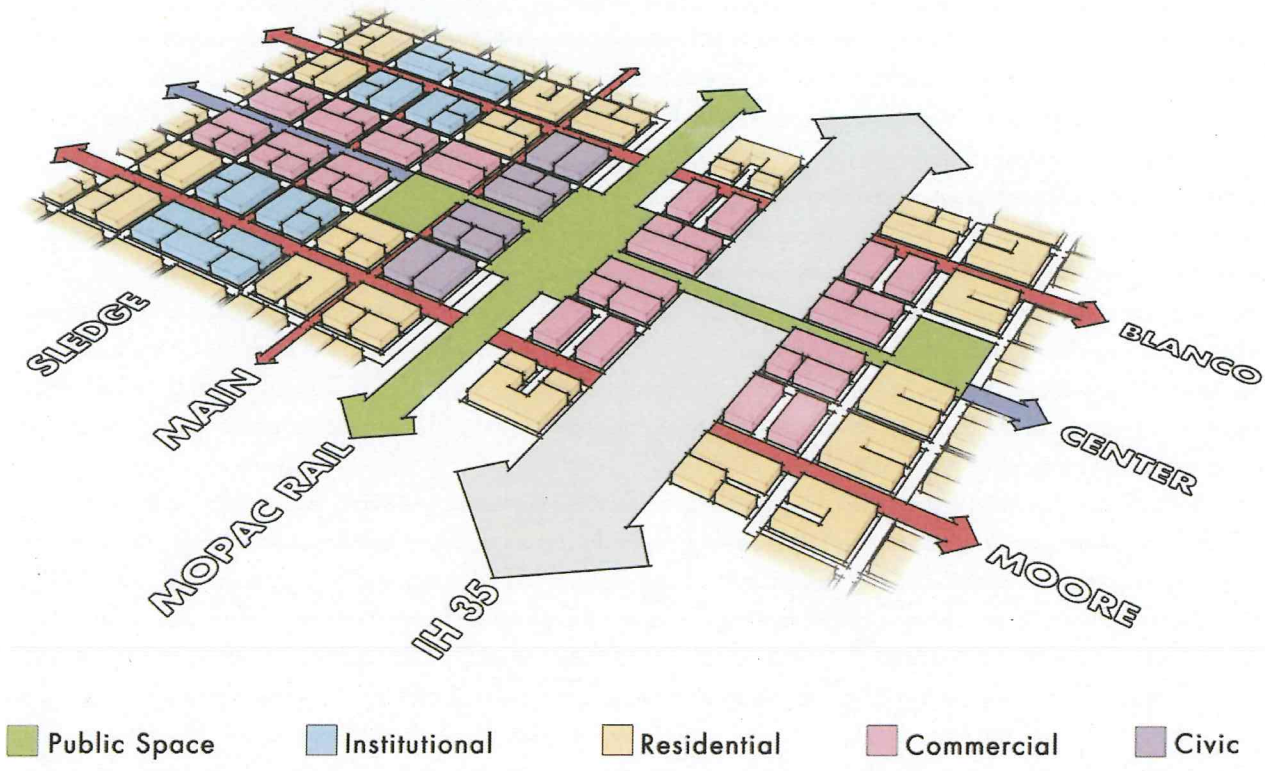 SLEDGE
MAIN
MOPAC RAIL
IH 35
BLANCO
CENTER
MOORE
Public Space
Institutional
Residential
Commercial
Civic